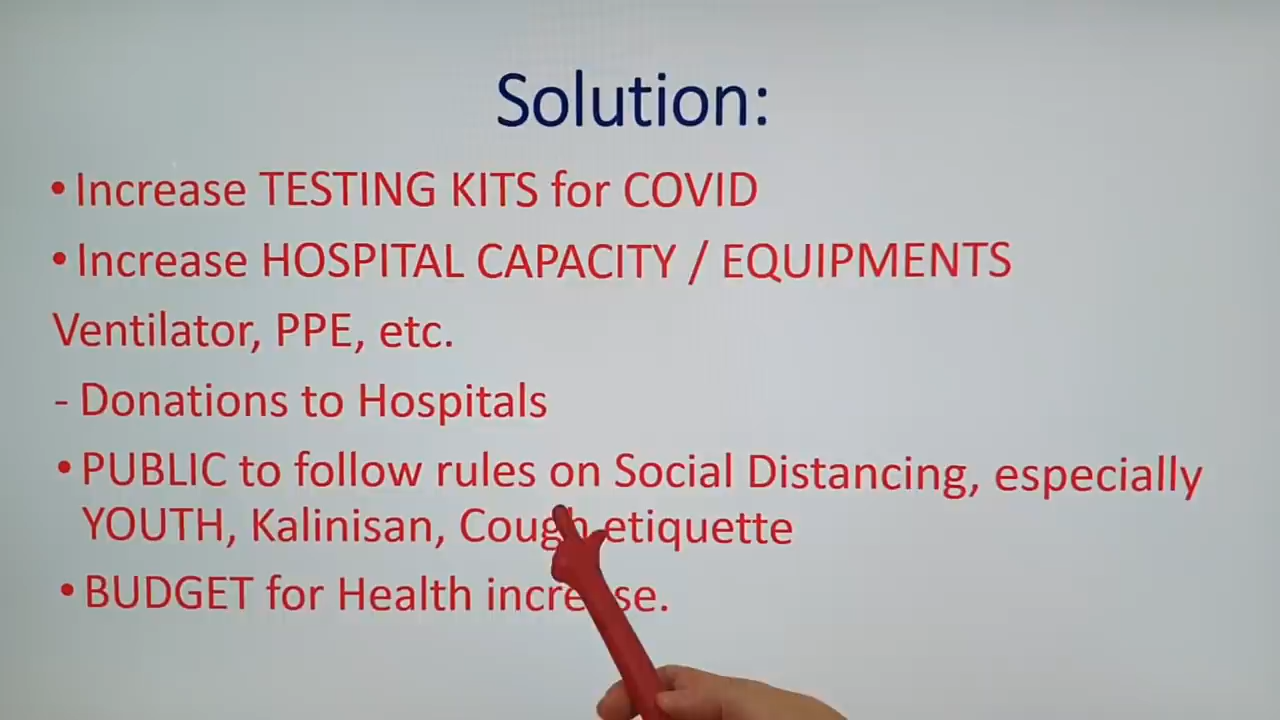 Solution:
•Increase TESTING KITS for COVID
•Increase HOSPITAL CAPACITY / EQUIPMENTS
Ventilator, PPE, etc.
- Donations to Hospitals
•PUBLIC to follow rules on Social Distancing, especially
YOUTH, Kalinisan, Cough etiquette
•BUDGET for Health increase.